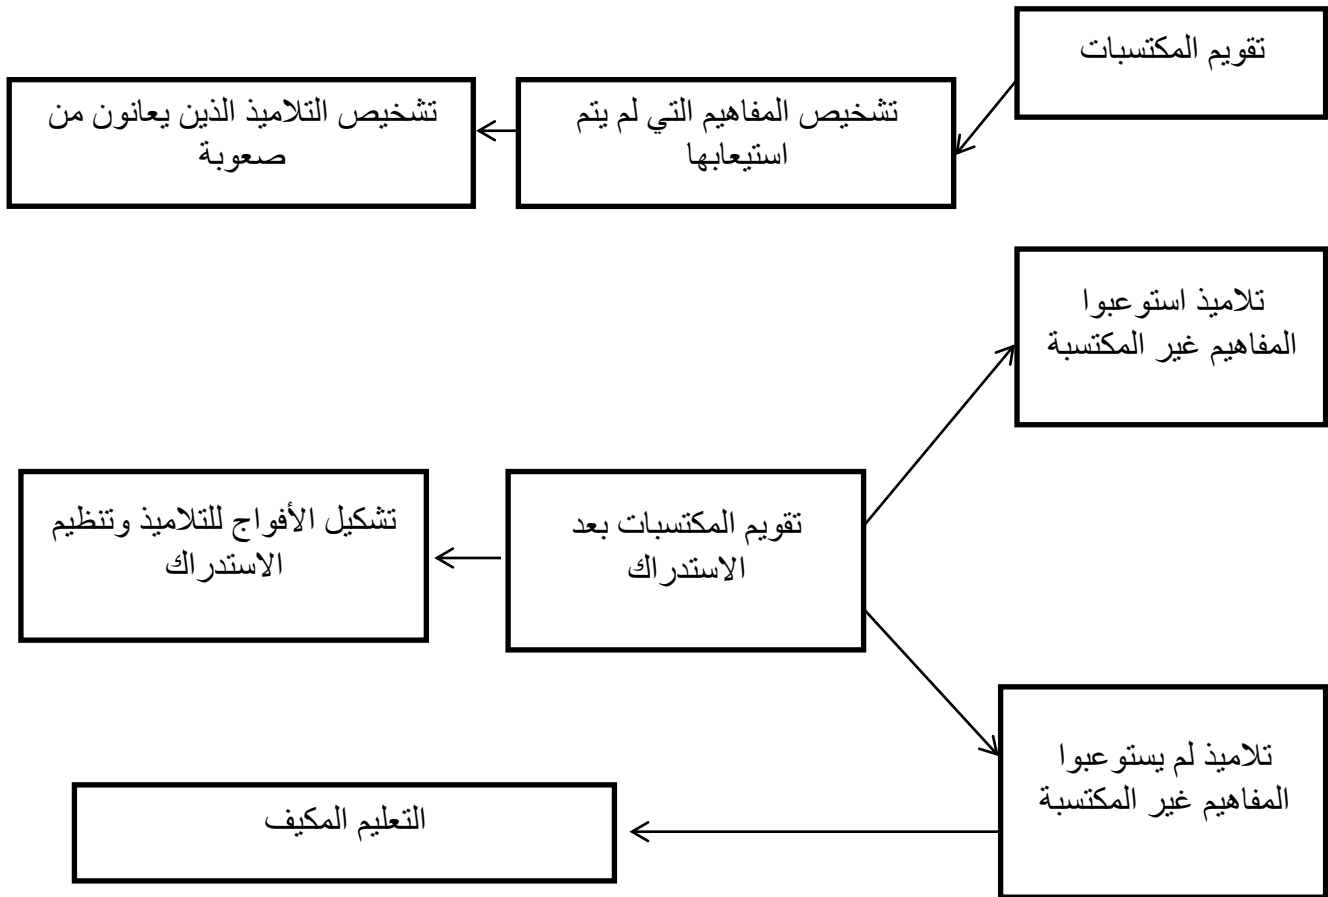 تقويم المكتسبات
تشخيص المفاهيم التي لم يتم
استيعابها
تشخيص التلاميذ الذين يعانون من
صعوبة
تلاميذ استوعبوا
المفاهيم غير المكتسبة
تقويم المكتسبات بعد
الاستدراك
تشكيل الأفواج للتلاميذ وتنظيم
الاستدراك
تلاميذ لم يستوعبوا
المفاهيم غير المكتسبة
التعليم المكيف